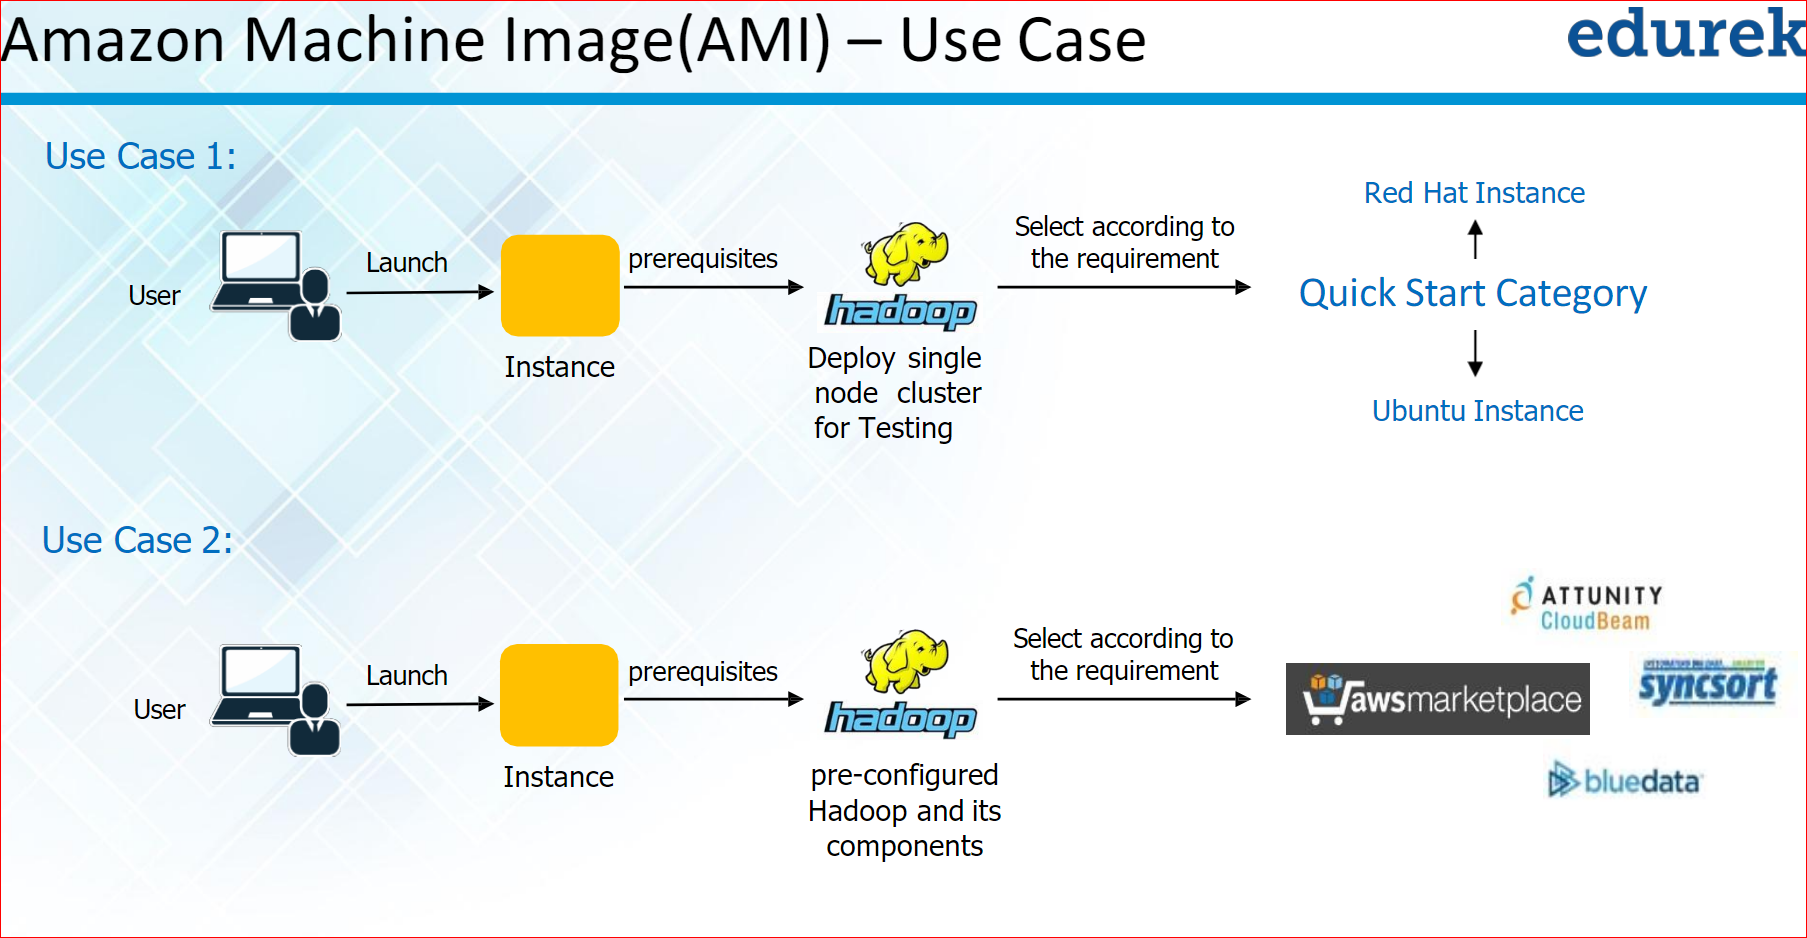 Amazon Machine Image(AMI) – Use Case
edurek
Use Case 1:
User
Launch
Instance
prerequisites
hadoop
Deploy single
node cluster
for Testing
Select according to
the requirement
Red Hat Instance
Quick Start Category
Ubuntu Instance
Use Case 2:
User
Launch
Instance
prerequisites
hadoop
pre-configured
Hadoop and its
components
Select according to
the requirement
ATTUNITY
CloudBeam
awsmarketplace
syncsort
bluedata